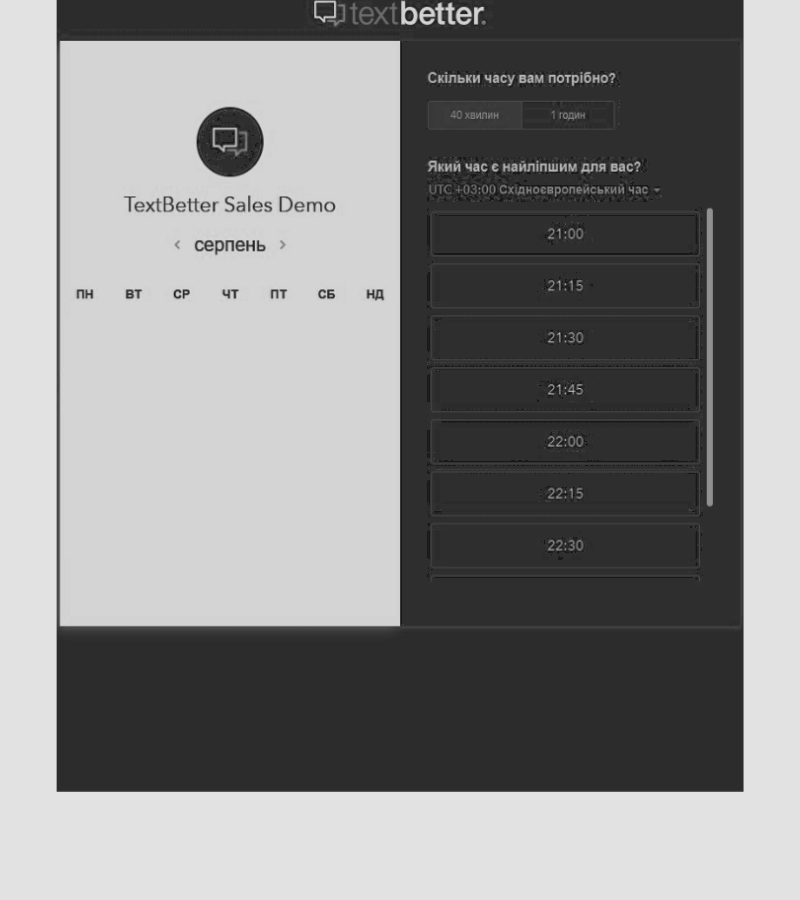 textbetter.
TextBetter Sales Demo
< серпень >
ПН ВТ СР ЧТ ПТ СБ НД
Скільки часу вам потрібно?
40 хвилин 1 годин
Який час є найліпшим для вас?
UTC +03:00 Східноєвропейський час
21:00
21:15
21:30
21:45
22:00
22:15
22:30